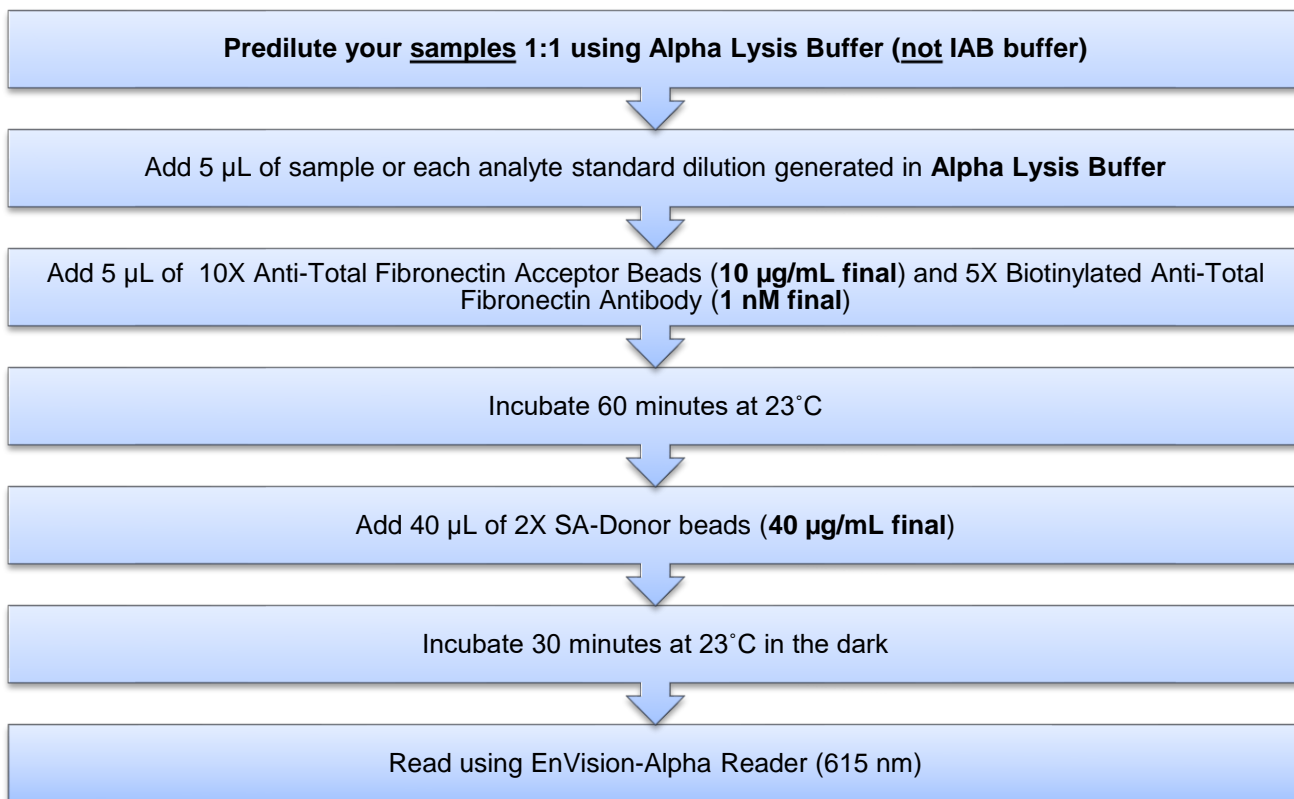 Predilute your samples 1:1 using Alpha Lysis Buffer (not IAB buffer)
Add 5 µL of sample or each analyte standard dilution generated in Alpha Lysis Buffer
Add 5 µL of 10X Anti-Total Fibronectin Acceptor Beads (10 µg/mL final) and 5X Biotinylated Anti-Total
Fibronectin Antibody (1 nM final)
Incubate 60 minutes at 23˚C
Add 40 µL of 2X SA-Donor beads (40 µg/mL final)
Incubate 30 minutes at 23˚C in the dark
Read using EnVision-Alpha Reader (615 nm)